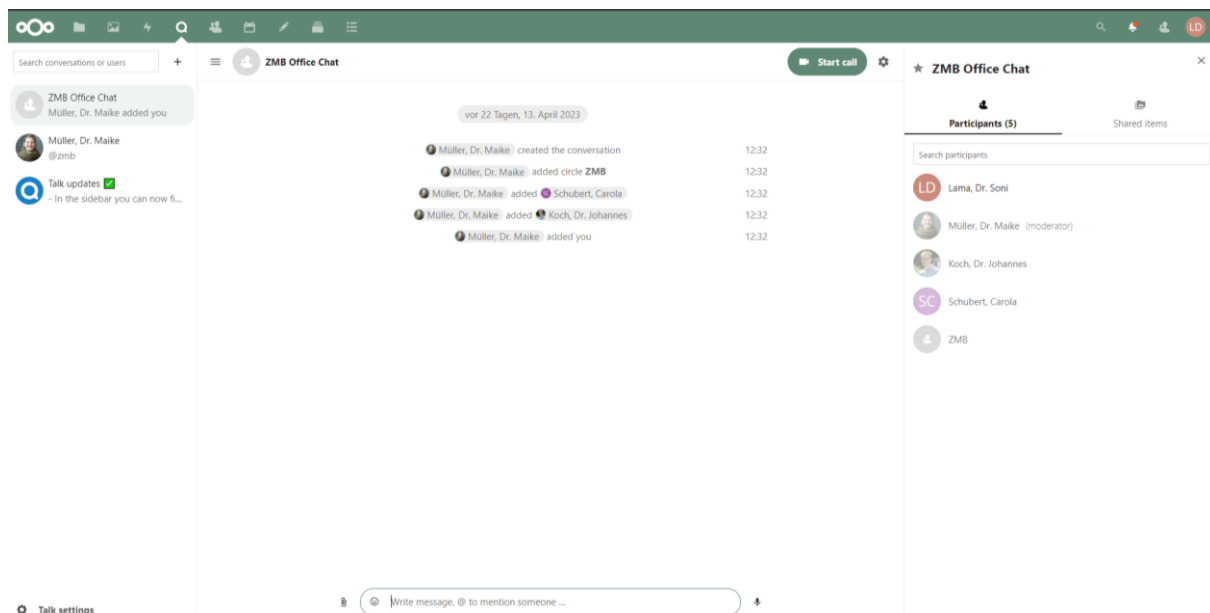 LD
Search conversations or users +
ZMB Office Chat
Müller, Dr. Maike added you
Müller, Dr. Maike
@zmb
Talk updates ✅
- In the sidebar you can now fi...
Talk settings
ZMB Office Chat
Start call
vor 22 Tagen, 13. April 2023
Müller, Dr. Maike created the conversation 12:32
Müller, Dr. Maike added circle ZMB 12:32
Müller, Dr. Maike added SC Schubert, Carola 12:32
Müller, Dr. Maike added Koch, Dr. Johannes 12:32
Müller, Dr. Maike added you 12:32
Write message, @ to mention someone ...
ZMB Office Chat
Participants (5) Shared items
Search participants
LD Lama, Dr. Soni
Müller, Dr. Maike (moderator)
Koch, Dr. Johannes
SC Schubert, Carola
ZMB